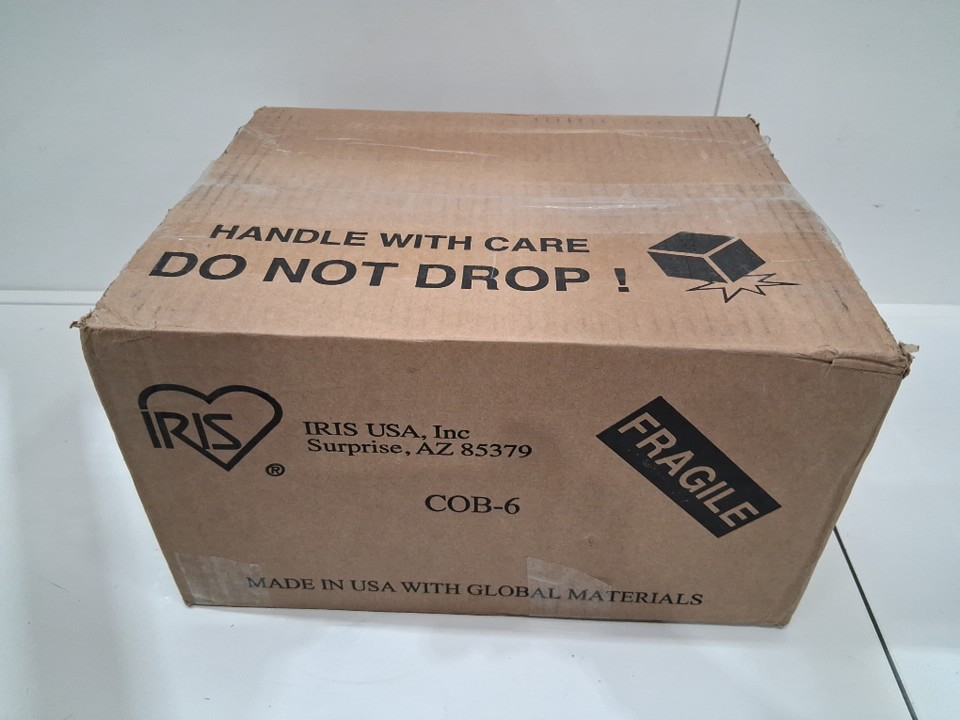 HANDLE WITH CARE
DO NOT DROP !
IRIS
®
IRIS USA, Inc
Surprise, AZ 85379
FRAGILE
COB-6
MADE IN USA WITH GLOBAL MATERIALS